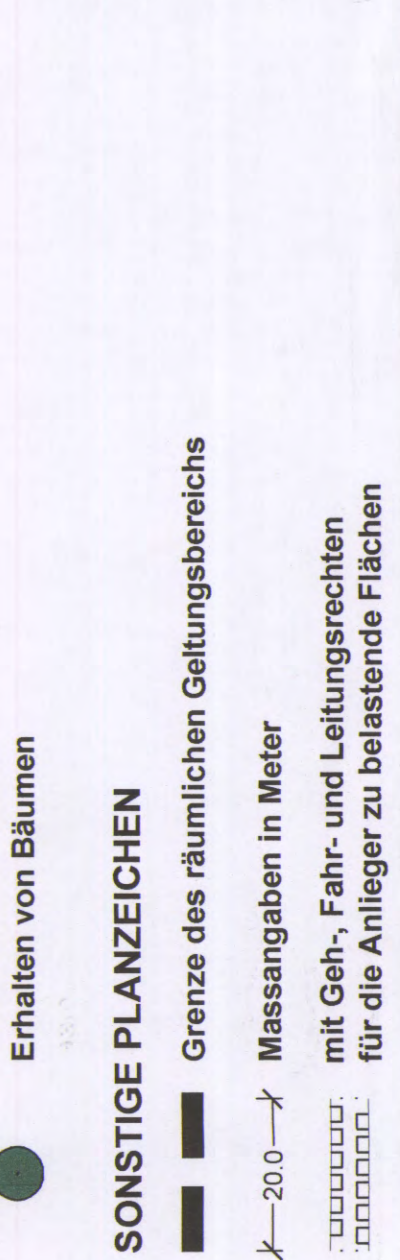 Erhalten von Bäumen
SONSTIGE PLANZEICHEN
Grenze des räumlichen Geltungsbereichs
20.0 Massangaben in Meter
mit Geh-, Fahr- und Leitungsrechten
für die Anlieger zu belastende Flächen